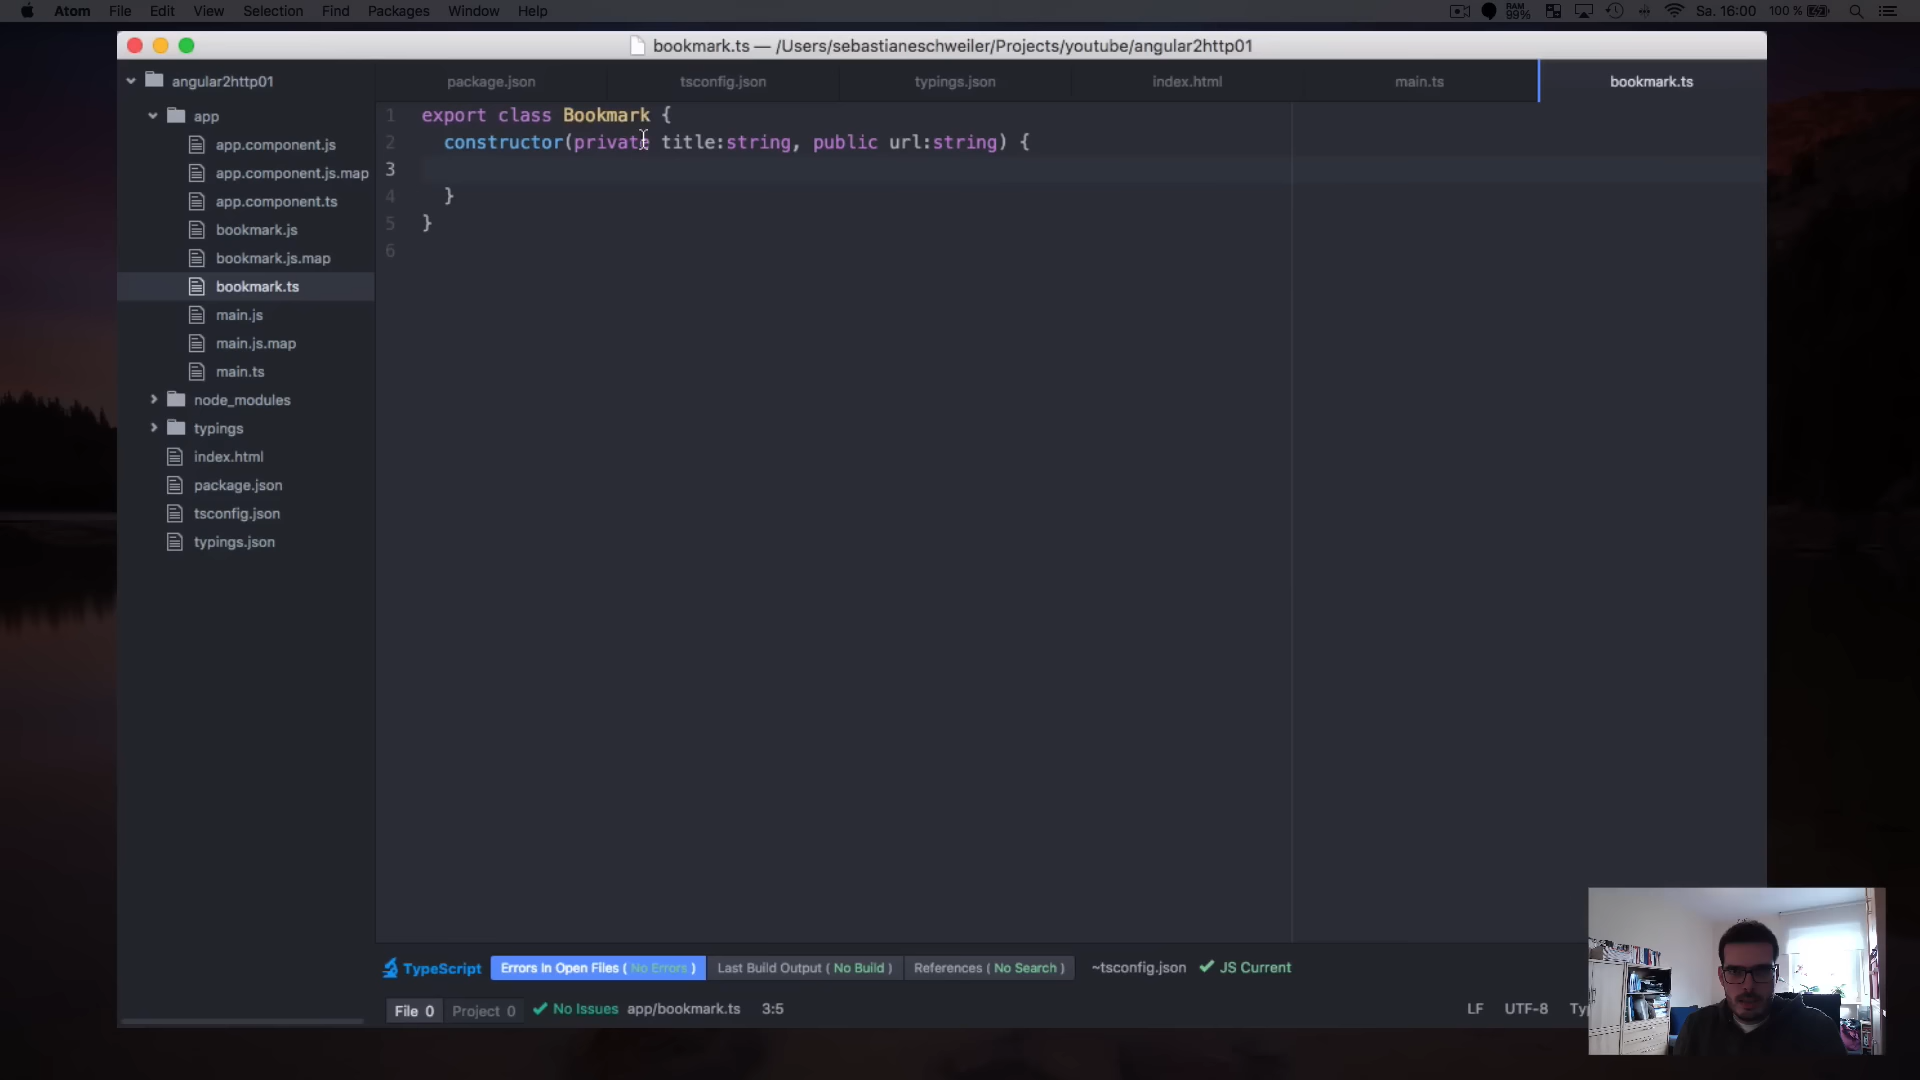 Atom File Edit View Selection Find Packages Window Help RAM 99% Sa. 16:00 100 %
bookmark.ts — /Users/sebastianeschweiler/Projects/youtube/angular2http01
angular2http01
app
app.component.js
app.component.js.map
app.component.ts
bookmark.js
bookmark.js.map
bookmark.ts
main.js
main.js.map
main.ts
node_modules
typings
index.html
package.json
tsconfig.json
typings.json
package.json tsconfig.json typings.json index.html main.ts bookmark.ts
1 export class Bookmark {
2 constructor(private title:string, public url:string) {
3
4 }
5 }
6
TypeScript Errors In Open Files ( No Errors ) Last Build Output ( No Build ) References ( No Search ) ~tsconfig.json JS Current
File 0 Project 0 No Issues app/bookmark.ts 3:5 LF UTF-8